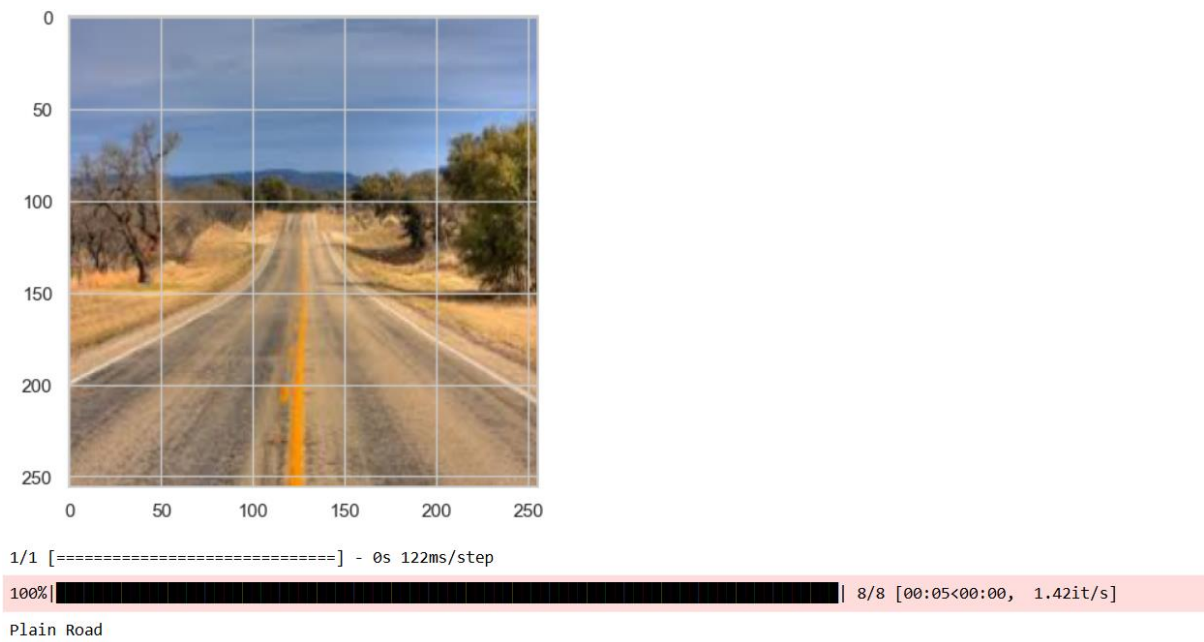 0
50
100
150
200
250
0 50 100 150 200 250
1/1 [==============================] - 0s 122ms/step
100%|██████████| 8/8 [00:05<00:00, 1.42it/s]
Plain Road